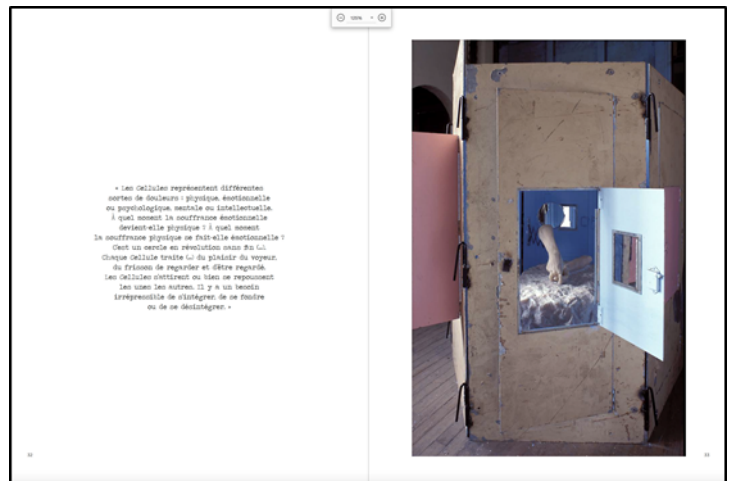 125%
« Les Cellules représentent différentes
sortes de douleurs : physique, émotionnelle
ou psychologique, mentale ou intellectuelle.
À quel moment la souffrance émotionnelle
devient-elle physique ? À quel moment
la souffrance physique se fait-elle émotionnelle ?
C'est un cercle en révolution sans fin (…).
Chaque Cellule traite (…) du plaisir du voyeur,
du frisson de regarder et d'être regardé.
Les Cellules s'attirent ou bien se repoussent
les unes les autres. Il y a un besoin
irrépressible de s'intégrer, de se fondre
ou de se désintégrer. »